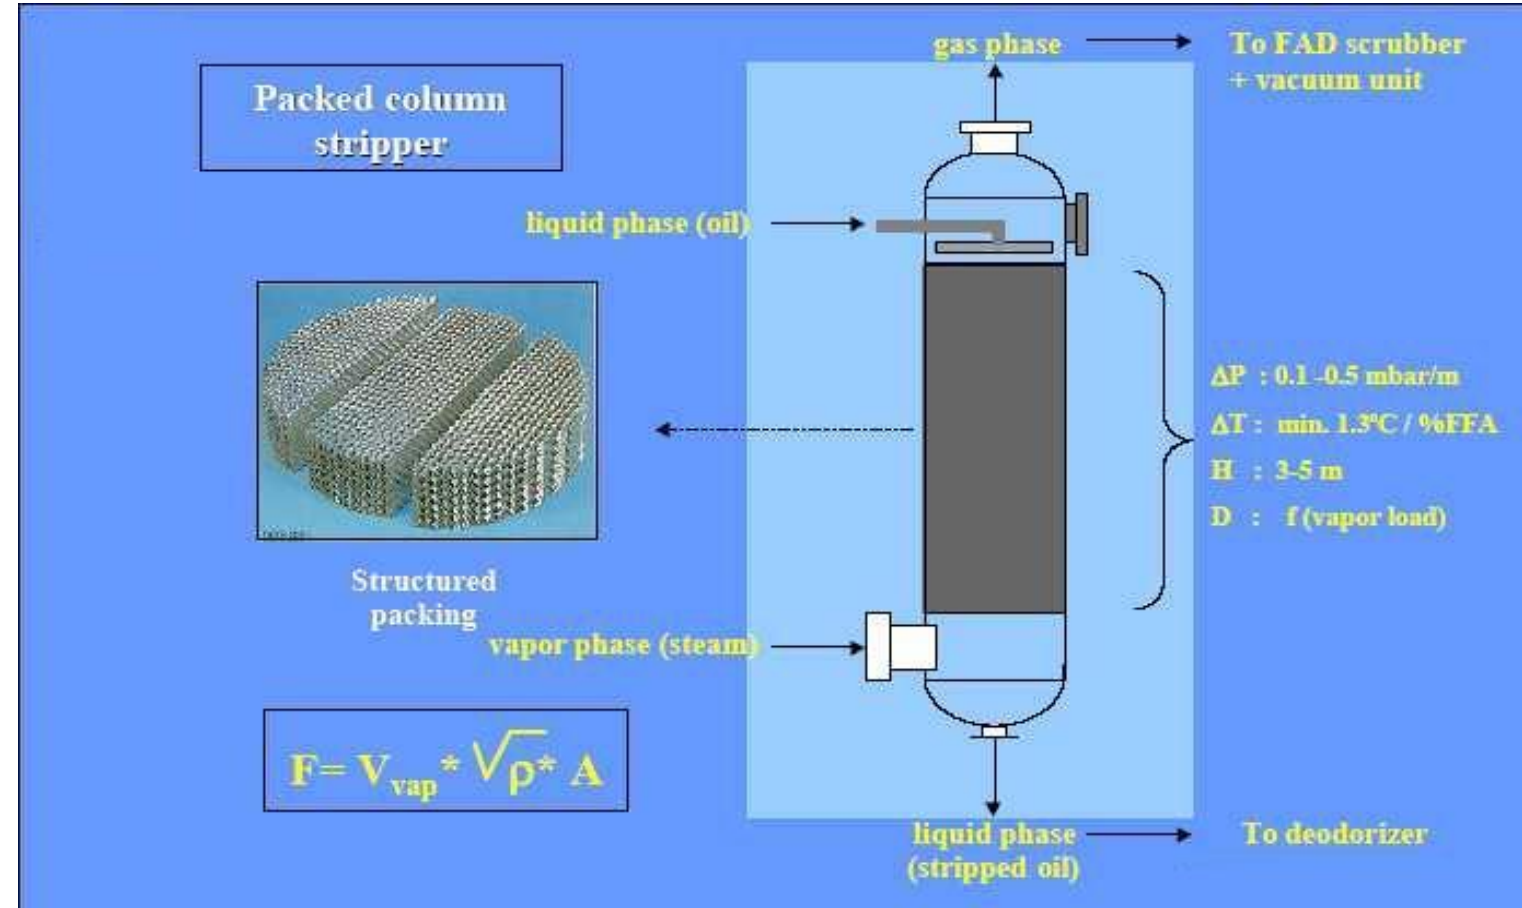 gas phase
To FAD scrubber
+ vacuum unit
Packed column
stripper
liquid phase (oil)
ΔP : 0.1 -0.5 mbar/m
ΔT : min. 1.3ºC / %FFA
H : 3-5 m
D : f (vapor load)
Structured
packing
vapor phase (steam)
F= Vvap* √ρ* A
liquid phase
(stripped oil)
To deodorizer